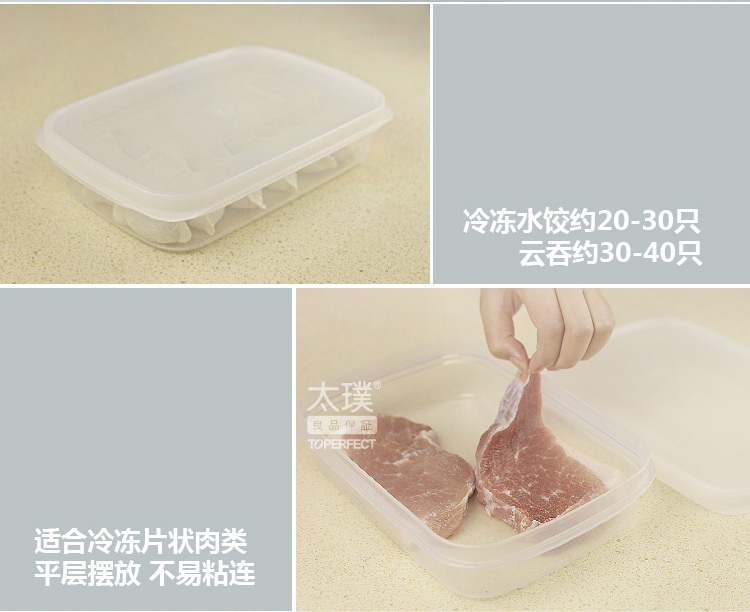 冷冻水饺约20-30只
云吞约30-40只
太璞®
良品保証
TOPERFECT
适合冷冻片状肉类
平层摆放 不易粘连